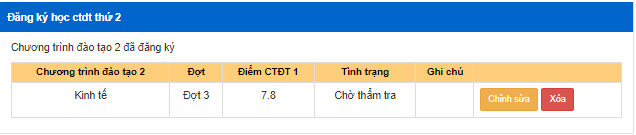 Đăng ký học ctdt thứ 2
Chương trình đào tạo 2 đã đăng ký
Chương trình đào tạo 2 Đợt Điểm CTĐT 1 Tình trạng Ghi chú
Kinh tế Đợt 3 7.8 Chờ thẩm tra Chỉnh sửa Xóa